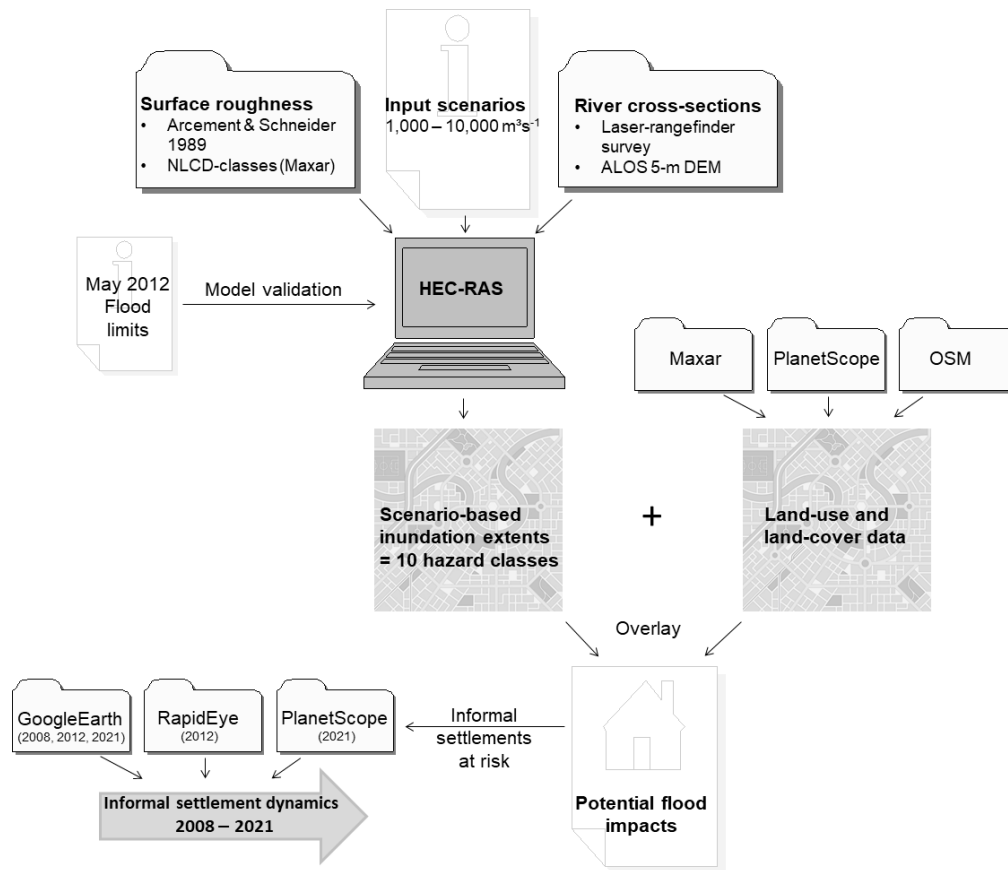 Surface roughness
• Arcement & Schneider
1989
• NLCD-classes (Maxar)
Input scenarios
1,000 – 10,000 m³s⁻¹
River cross-sections
• Laser-rangefinder
survey
• ALOS 5-m DEM
May 2012
Flood
limits
Model validation
HEC-RAS
Maxar
PlanetScope
OSM
Scenario-based
inundation extents
= 10 hazard classes
+
Land-use and
land-cover data
Overlay
GoogleEarth
(2008, 2012, 2021)
RapidEye
(2012)
PlanetScope
(2021)
Informal
settlements
at risk
Informal settlement dynamics
2008 – 2021
Potential flood
impacts